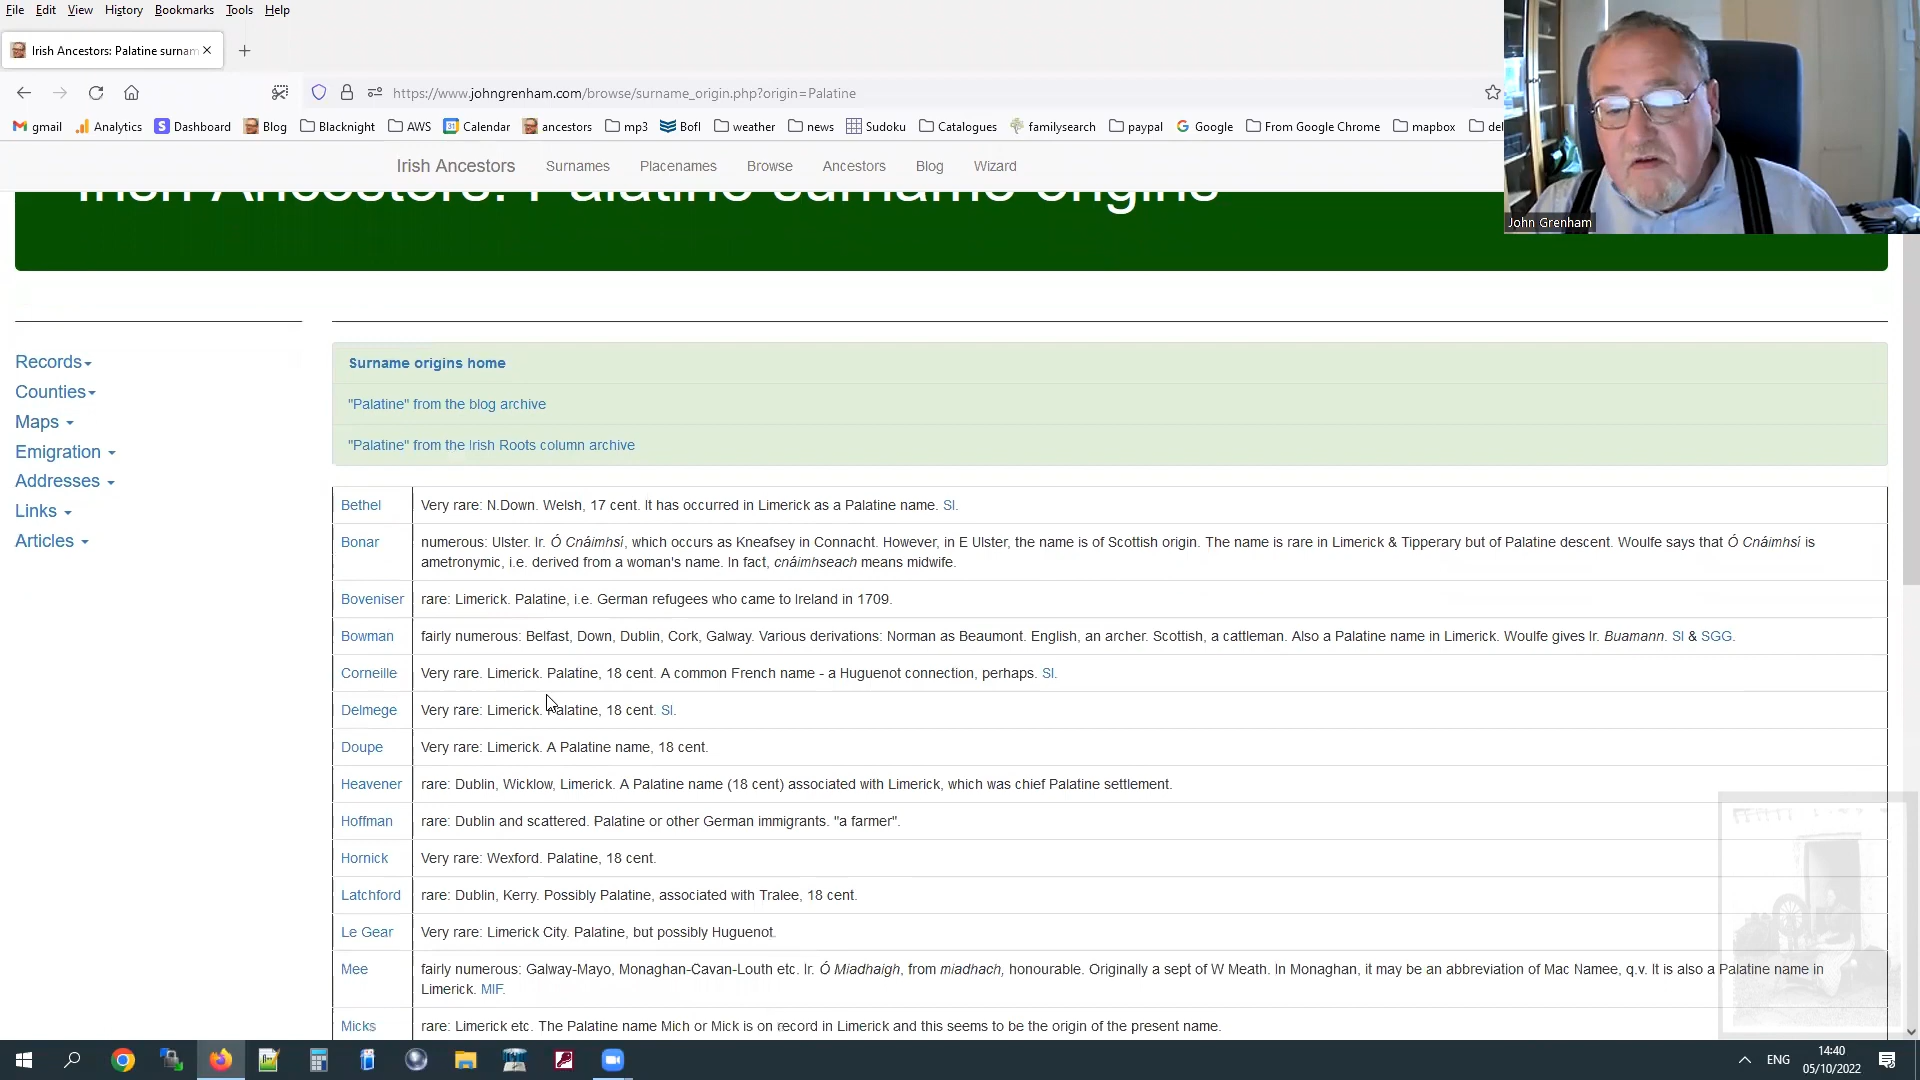 File Edit View History Bookmarks Tools Help
Irish Ancestors: Palatine surnam
https://www.johngrenham.com/browse/surname_origin.php?origin=Palatine
gmail Analytics Dashboard Blog Blacknight AWS Calendar ancestors mp3 Bofl weather news Sudoku Catalogues familysearch paypal Google From Google Chrome mapbox del
John Grenham
Irish Ancestors Surnames Placenames Browse Ancestors Blog Wizard
Irish Ancestors: Palatine surname origins
Records
Counties
Maps
Emigration
Addresses
Links
Articles
Surname origins home
"Palatine" from the blog archive
"Palatine" from the Irish Roots column archive
Bethel Very rare: N.Down. Welsh, 17 cent. It has occurred in Limerick as a Palatine name. SI.
Bonar numerous: Ulster. Ir. Ó Cnáimhsí, which occurs as Kneafsey in Connacht. However, in E Ulster, the name is of Scottish origin. The name is rare in Limerick & Tipperary but of Palatine descent. Woulfe says that Ó Cnáimhsí is
ametronymic, i.e. derived from a woman's name. In fact, cnáimhseach means midwife.
Boveniser rare: Limerick. Palatine, i.e. German refugees who came to Ireland in 1709.
Bowman fairly numerous: Belfast, Down, Dublin, Cork, Galway. Various derivations: Norman as Beaumont. English, an archer. Scottish, a cattleman. Also a Palatine name in Limerick. Woulfe gives Ir. Buamann. SI & SGG.
Corneille Very rare. Limerick. Palatine, 18 cent. A common French name - a Huguenot connection, perhaps. SI.
Delmege Very rare: Limerick. Palatine, 18 cent. SI.
Doupe Very rare: Limerick. A Palatine name, 18 cent.
Heavener rare: Dublin, Wicklow, Limerick. A Palatine name (18 cent) associated with Limerick, which was chief Palatine settlement.
Hoffman rare: Dublin and scattered. Palatine or other German immigrants. "a farmer".
Hornick Very rare: Wexford. Palatine, 18 cent.
Latchford rare: Dublin, Kerry. Possibly Palatine, associated with Tralee, 18 cent.
Le Gear Very rare: Limerick City. Palatine, but possibly Huguenot.
Mee fairly numerous: Galway-Mayo, Monaghan-Cavan-Louth etc. Ir. Ó Miadhaigh, from miadhach, honourable. Originally a sept of W Meath. In Monaghan, it may be an abbreviation of Mac Namee, q.v. It is also a Palatine name in
Limerick. MIF.
Micks rare: Limerick etc. The Palatine name Mich or Mick is on record in Limerick and this seems to be the origin of the present name.
ENG 14:40
05/10/2022